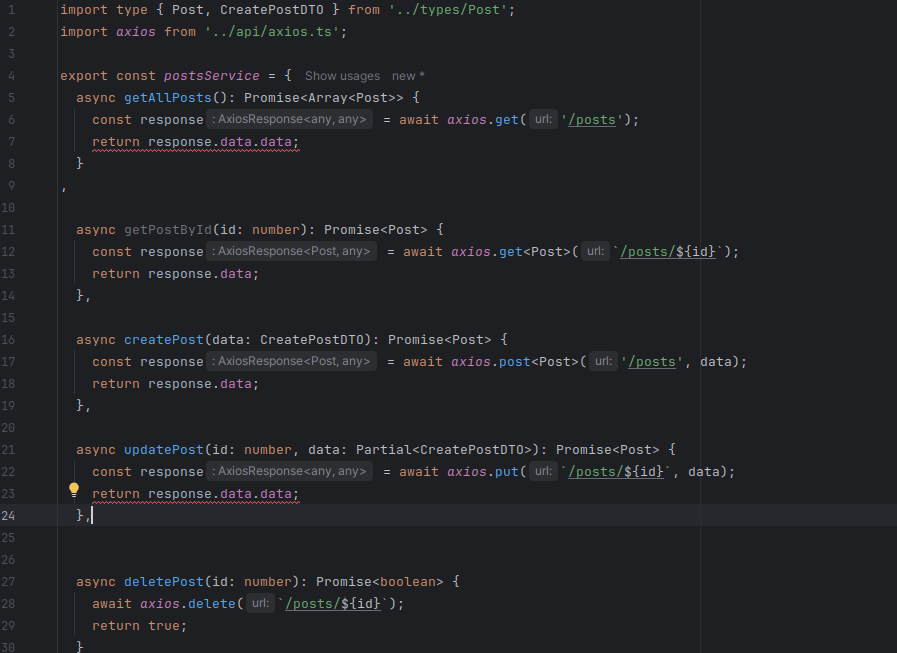 1 import type { Post, CreatePostDTO } from '../types/Post';
2 import axios from '../api/axios.ts';
3
4 export const postsService = { Show usages new *
5 async getAllPosts(): Promise<Array<Post>> {
6 const response : AxiosResponse<any, any> = await axios.get( url: '/posts');
7 return response.data.data;
8 }
9 ,
10
11 async getPostById(id: number): Promise<Post> {
12 const response : AxiosResponse<Post, any> = await axios.get<Post>( url: `/posts/${id}`);
13 return response.data;
14 },
15
16 async createPost(data: CreatePostDTO): Promise<Post> {
17 const response : AxiosResponse<Post, any> = await axios.post<Post>( url: '/posts', data);
18 return response.data;
19 },
20
21 async updatePost(id: number, data: Partial<CreatePostDTO>): Promise<Post> {
22 const response : AxiosResponse<any, any> = await axios.put( url: `/posts/${id}`, data);
23 return response.data.data;
24 },
25
26
27 async deletePost(id: number): Promise<boolean> {
28 await axios.delete( url: `/posts/${id}`);
29 return true;
30 }